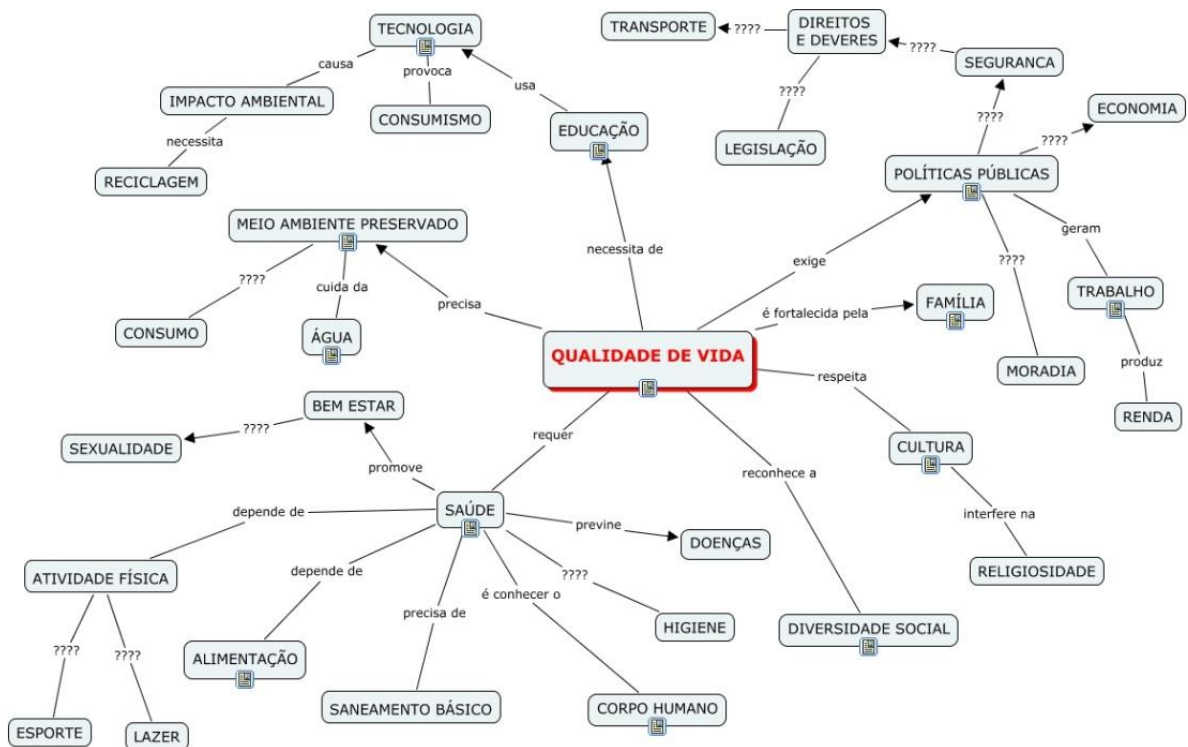 TECNOLOGIA
causa
provoca
usa
IMPACTO AMBIENTAL
CONSUMISMO
EDUCAÇÃO
necessita
RECICLAGEM
TRANSPORTE
????
DIREITOS
E DEVERES
????
SEGURANCA
????
LEGISLAÇÃO
????
????
ECONOMIA
POLÍTICAS PÚBLICAS
geram
????
TRABALHO
produz
MORADIA
RENDA
MEIO AMBIENTE PRESERVADO
????
cuida da
precisa
CONSUMO
ÁGUA
necessita de
exige
é fortalecida pela
FAMÍLIA
QUALIDADE DE VIDA
respeita
CULTURA
interfere na
RELIGIOSIDADE
reconhece a
DIVERSIDADE SOCIAL
requer
BEM ESTAR
????
SEXUALIDADE
promove
SAÚDE
depende de
previne
DOENÇAS
ATIVIDADE FÍSICA
depende de
????
é conhecer o
precisa de
HIGIENE
????
????
ALIMENTAÇÃO
SANEAMENTO BÁSICO
CORPO HUMANO
ESPORTE
LAZER